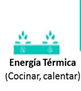 Energía Térmica
(Cocinar, calentar)